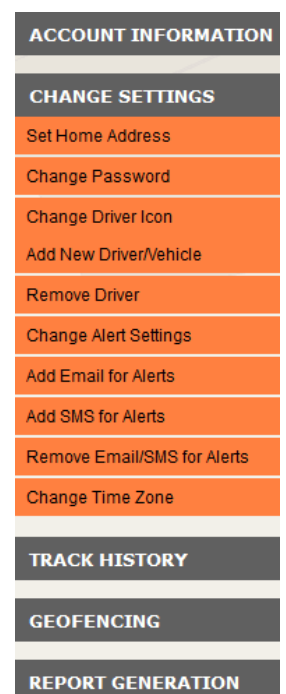 ACCOUNT INFORMATION
CHANGE SETTINGS
Set Home Address
Change Password
Change Driver Icon
Add New Driver/Vehicle
Remove Driver
Change Alert Settings
Add Email for Alerts
Add SMS for Alerts
Remove Email/SMS for Alerts
Change Time Zone
TRACK HISTORY
GEOFENCING
REPORT GENERATION